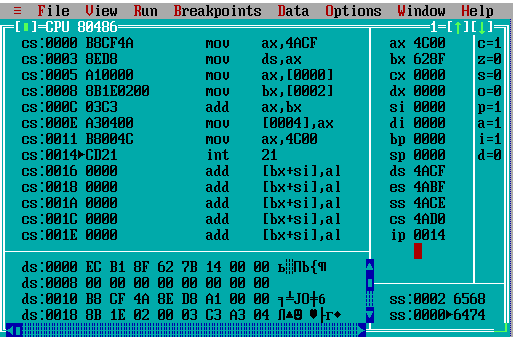 ≡ File View Run Breakpoints Data Options Window Help
[▮]=CPU 80486 1=[↑][↓]
cs:0000 B8CF4A mov ax,4ACF ax 4C00 c=1
cs:0003 8ED8 mov ds,ax bx 628F z=0
cs:0005 A10000 mov ax,[0000] cx 0000 s=0
cs:0008 8B1E0200 mov bx,[0002] dx 0000 o=0
cs:000C 03C3 add ax,bx si 0000 p=1
cs:000E A30400 mov [0004],ax di 0000 a=1
cs:0011 B8004C mov ax,4C00 bp 0000 i=1
cs:0014►CD21 int 21 sp 0000 d=0
cs:0016 0000 add [bx+si],al ds 4ACF
cs:0018 0000 add [bx+si],al es 4ABF
cs:001A 0000 add [bx+si],al ss 4ACE
cs:001C 0000 add [bx+si],al cs 4AD0
cs:001E 0000 add [bx+si],al ip 0014
ds:0000 EC B1 8F 62 7B 14 00 00 ь▒Пb{¶
ds:0008 00 00 00 00 00 00 00 00
ds:0010 B8 CF 4A 8E D8 A1 00 00 ╕╧JО╪б ss:0002 6568
ds:0018 8B 1E 02 00 03 C3 A3 04 Л▲☻ ♥├г♦ ss:0000►6474